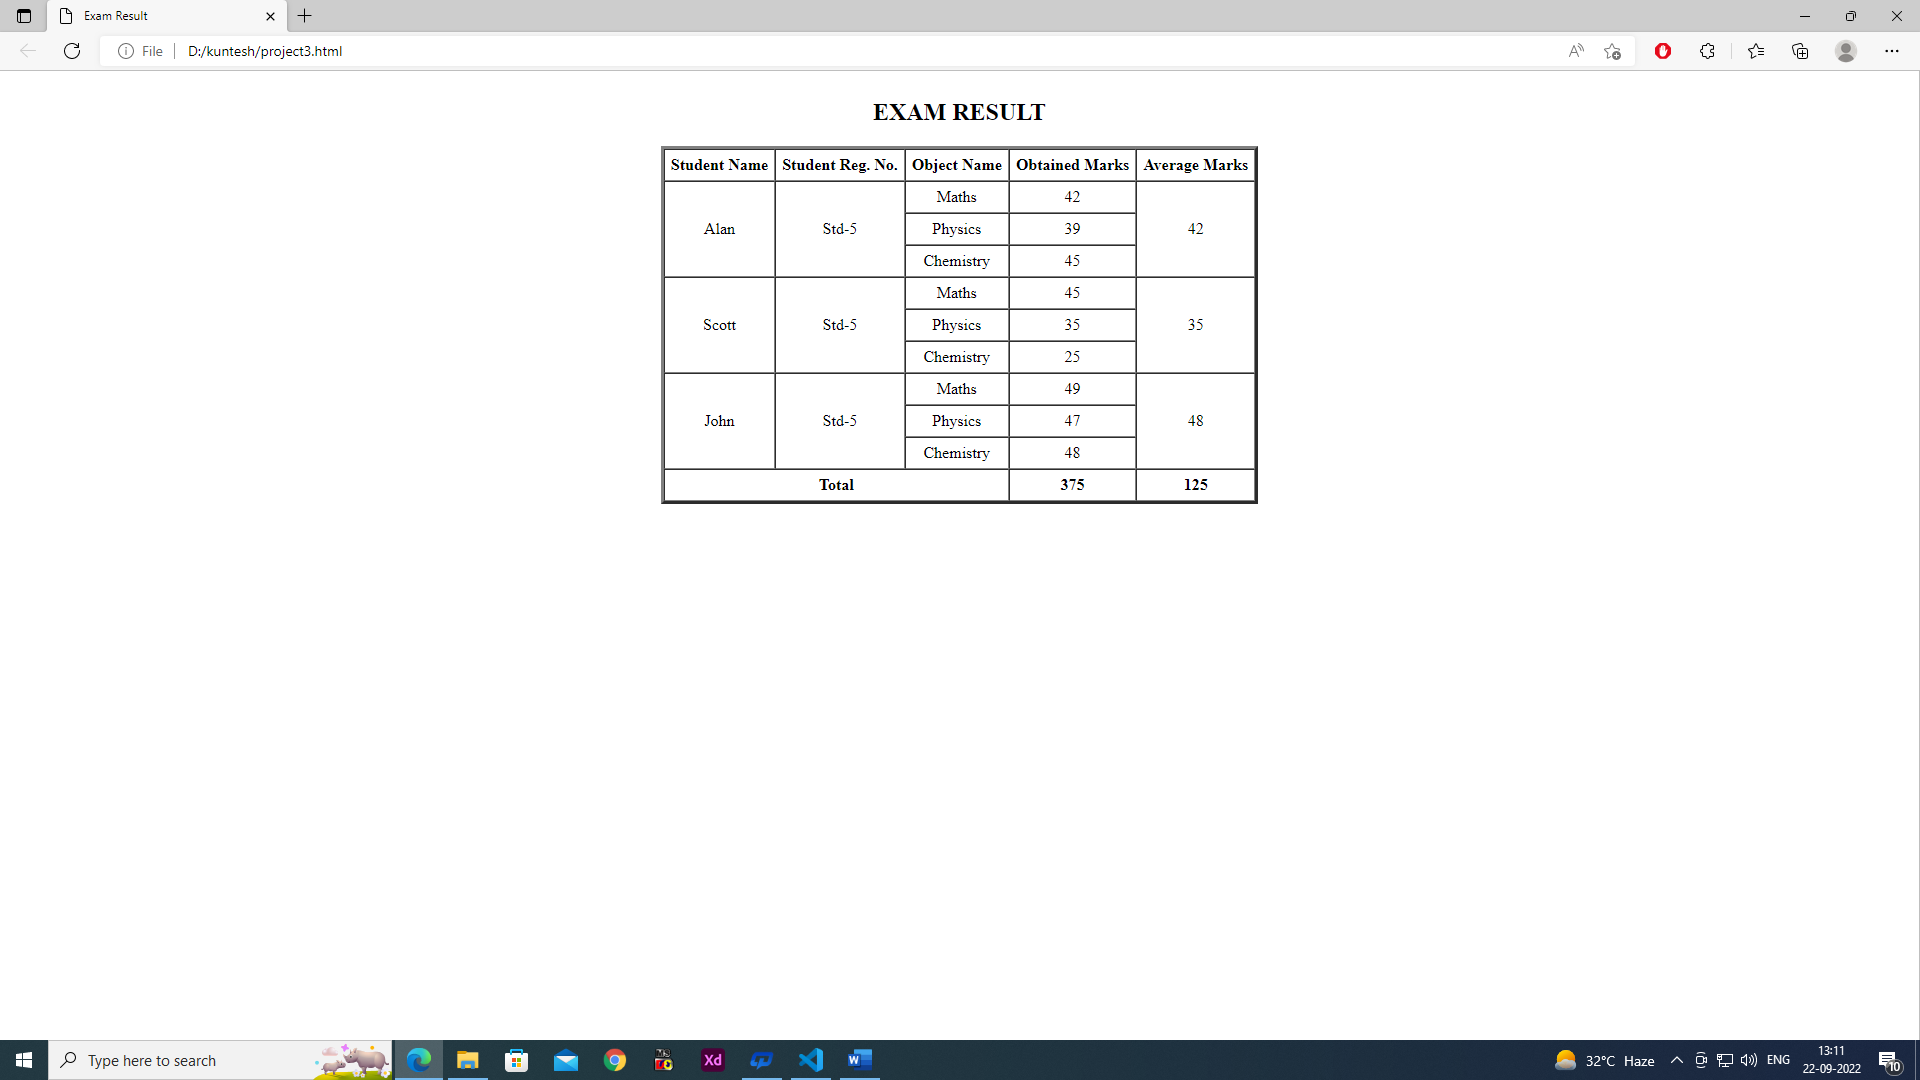 Exam Result
File D:/kuntesh/project3.html
EXAM RESULT
Student Name Student Reg. No. Object Name Obtained Marks Average Marks
Alan Std-5 Maths 42 42
Physics 39
Chemistry 45
Scott Std-5 Maths 45 35
Physics 35
Chemistry 25
John Std-5 Maths 49 48
Physics 47
Chemistry 48
Total 375 125
Type here to search Xd W 32°C Haze ENG 13:11 10
22-09-2022